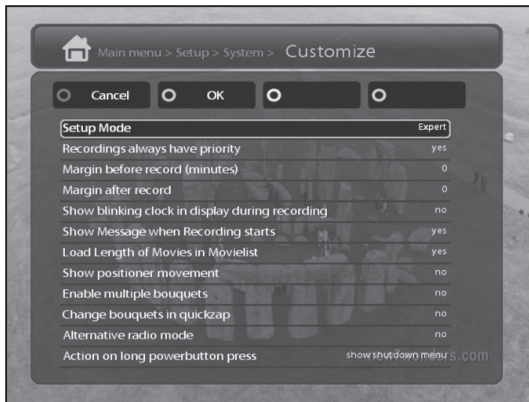 Main menu > Setup > System > Customize
Cancel OK
Setup Mode Expert
Recordings always have priority yes
Margin before record (minutes) 0
Margin after record 0
Show blinking clock in display during recording no
Show Message when Recording starts yes
Load Length of Movies in Movielist yes
Show positioner movement no
Enable multiple bouquets no
Change bouquets in quickzap no
Alternative radio mode no
Action on long powerbutton press show shutdown menu